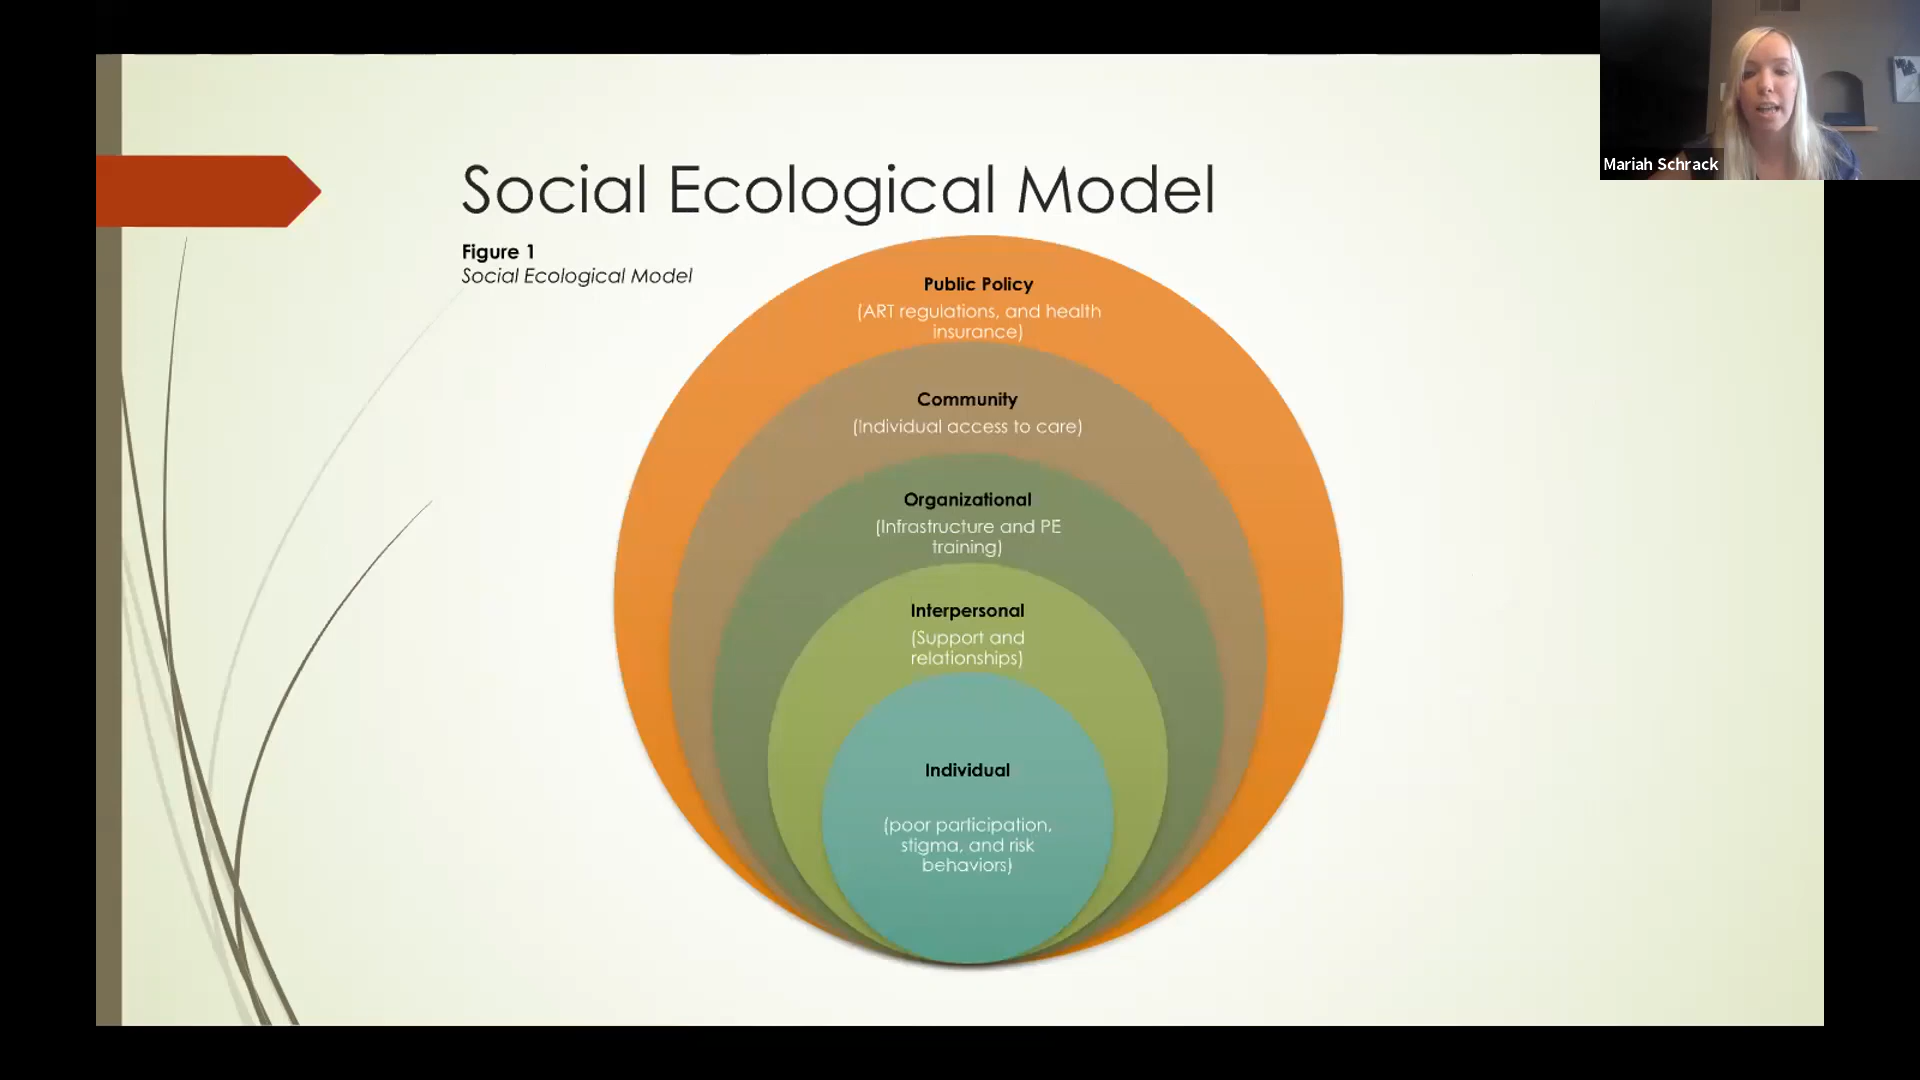 Mariah Schrack
Social Ecological Model
Figure 1
Social Ecological Model
Public Policy
(ART regulations, and health
insurance)
Community
(Individual access to care)
Organizational
(Infrastructure and PE
training)
Interpersonal
(Support and
relationships)
Individual
(poor participation,
stigma, and risk
behaviors)